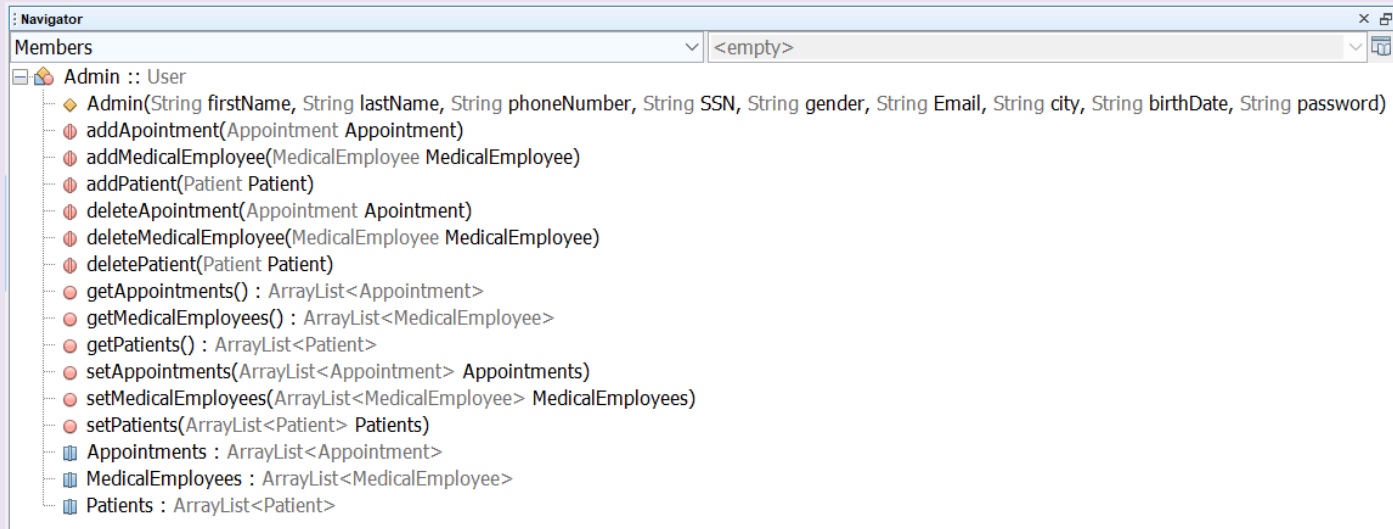 Navigator
Members <empty>
Admin :: User
Admin(String firstName, String lastName, String phoneNumber, String SSN, String gender, String Email, String city, String birthDate, String password)
addApointment(Appointment Appointment)
addMedicalEmployee(MedicalEmployee MedicalEmployee)
addPatient(Patient Patient)
deleteApointment(Appointment Apointment)
deleteMedicalEmployee(MedicalEmployee MedicalEmployee)
deletePatient(Patient Patient)
getAppointments() : ArrayList<Appointment>
getMedicalEmployees() : ArrayList<MedicalEmployee>
getPatients() : ArrayList<Patient>
setAppointments(ArrayList<Appointment> Appointments)
setMedicalEmployees(ArrayList<MedicalEmployee> MedicalEmployees)
setPatients(ArrayList<Patient> Patients)
Appointments : ArrayList<Appointment>
MedicalEmployees : ArrayList<MedicalEmployee>
Patients : ArrayList<Patient>